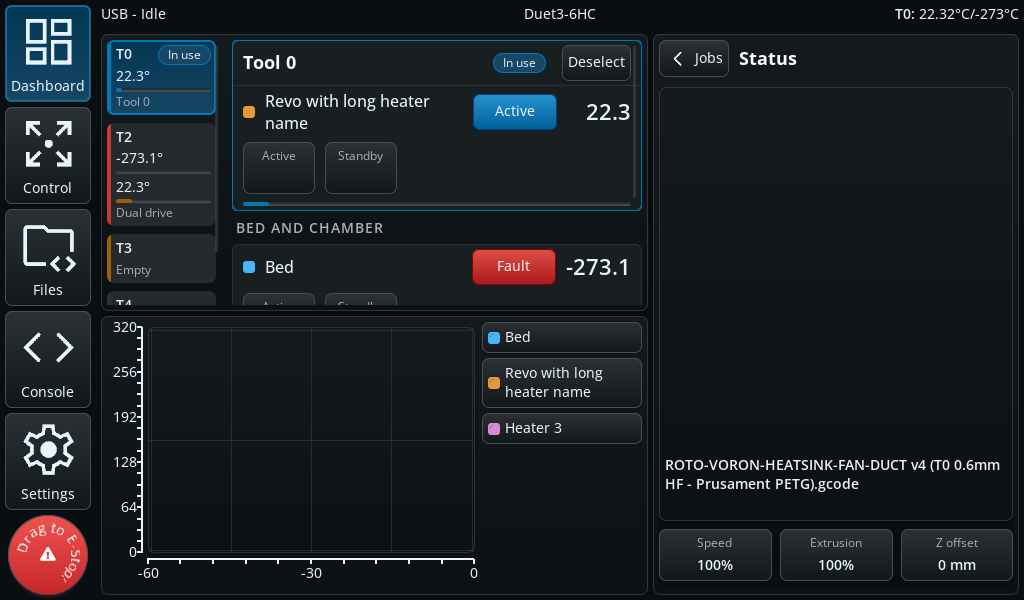 USB - Idle
Duet3-6HC
T0: 22.32°C/-273°C
Dashboard
Control
Files
Console
Settings
Drag to E-Stop!
T0
In use
22.3°
Tool 0
T2
-273.1°
22.3°
Dual drive
T3
Empty
Tool 0
In use
Deselect
Revo with long heater
name
Active
22.3
Active
Standby
BED AND CHAMBER
Bed
Fault
-273.1
320
256
192
128
64
0
-60
-30
0
Bed
Revo with long
heater name
Heater 3
Jobs
Status
ROTO-VORON-HEATSINK-FAN-DUCT v4 (T0 0.6mm
HF - Prusament PETG).gcode
Speed
100%
Extrusion
100%
Z offset
0 mm